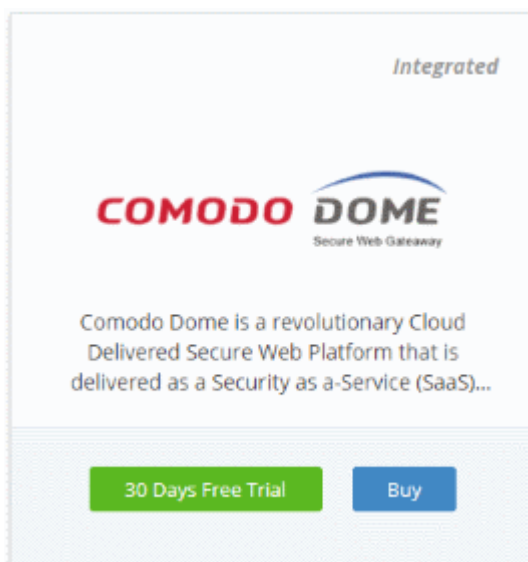 Integrated
COMODO DOME
Secure Web Gateaway
Comodo Dome is a revolutionary Cloud
Delivered Secure Web Platform that is
delivered as a Security as a-Service (SaaS)...
30 Days Free Trial Buy